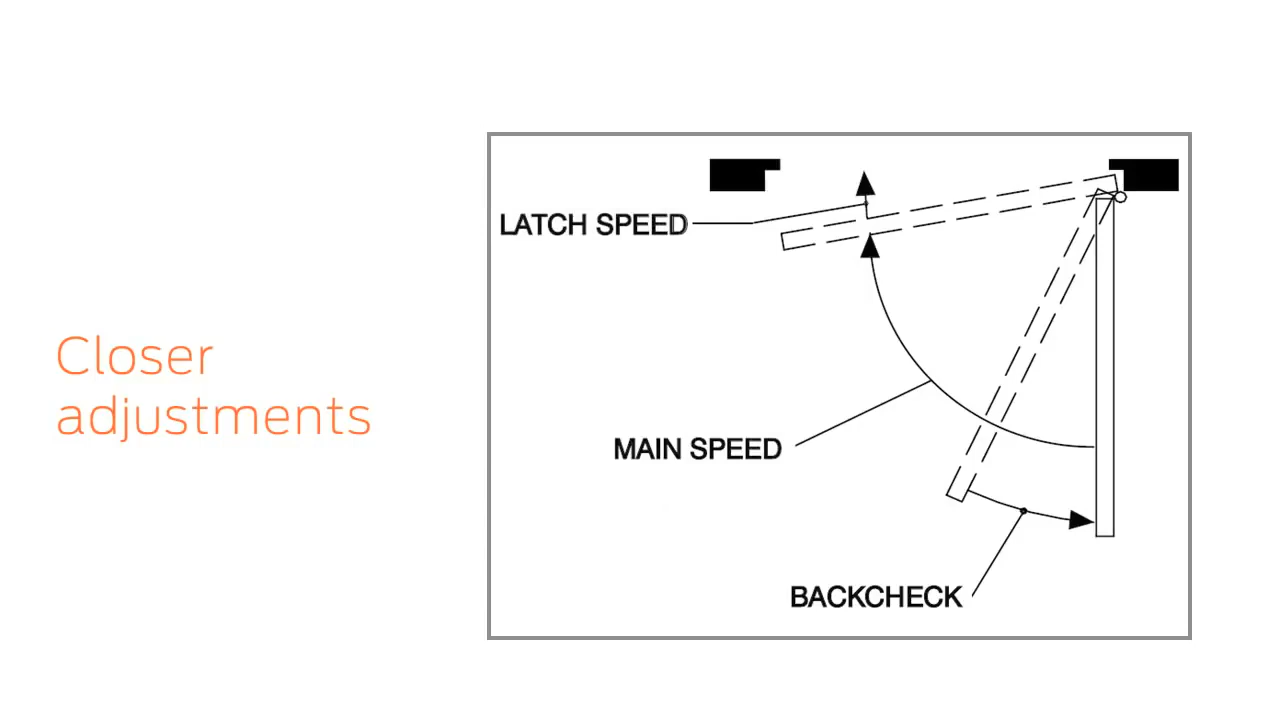 Closer
adjustments
LATCH SPEED
MAIN SPEED
BACKCHECK